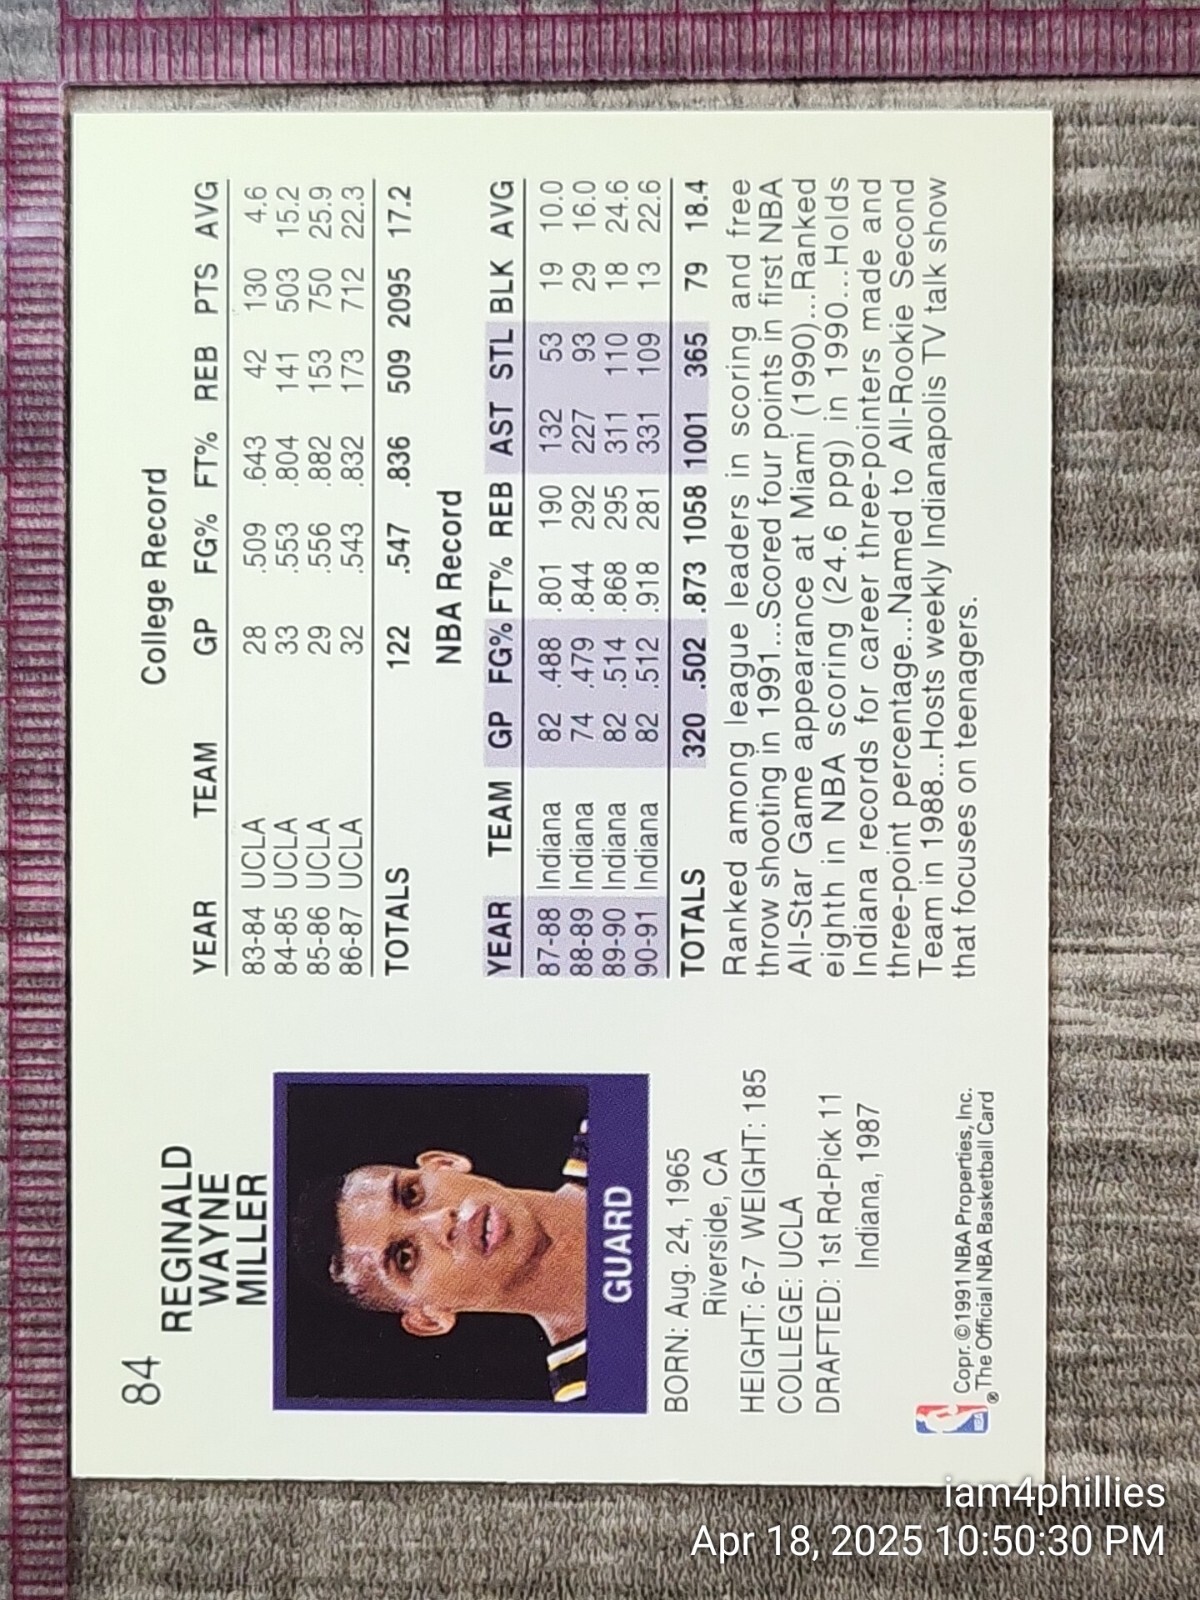 84
REGINALD
WAYNE
MILLER
GUARD
BORN: Aug. 24, 1965
Riverside, CA
HEIGHT: 6-7 WEIGHT: 185
COLLEGE: UCLA
DRAFTED: 1st Rd-Pick 11
Indiana, 1987
NBA
®
Copr. ©1991 NBA Properties, Inc.
The Official NBA Basketball Card
College Record
YEAR TEAM GP FG% FT% REB PTS AVG
83-84 UCLA 28 .509 .643 42 130 4.6
84-85 UCLA 33 .553 .804 141 503 15.2
85-86 UCLA 29 .556 .882 153 750 25.9
86-87 UCLA 32 .543 .832 173 712 22.3
TOTALS 122 .547 .836 509 2095 17.2
NBA Record
YEAR TEAM GP FG% FT% REB AST STL BLK AVG
87-88 Indiana 82 .488 .801 190 132 53 19 10.0
88-89 Indiana 74 .479 .844 292 227 93 29 16.0
89-90 Indiana 82 .514 .868 295 311 110 18 24.6
90-91 Indiana 82 .512 .918 281 331 109 13 22.6
TOTALS 320 .502 .873 1058 1001 365 79 18.4
Ranked among league leaders in scoring and free
throw shooting in 1991...Scored four points in first NBA
All-Star Game appearance at Miami (1990)...Ranked
eighth in NBA scoring (24.6 ppg) in 1990...Holds
Indiana records for career three-pointers made and
three-point percentage...Named to All-Rookie Second
Team in 1988...Hosts weekly Indianapolis TV talk show
that focuses on teenagers.
iam4phillies
Apr 18, 2025 10:50:30 PM